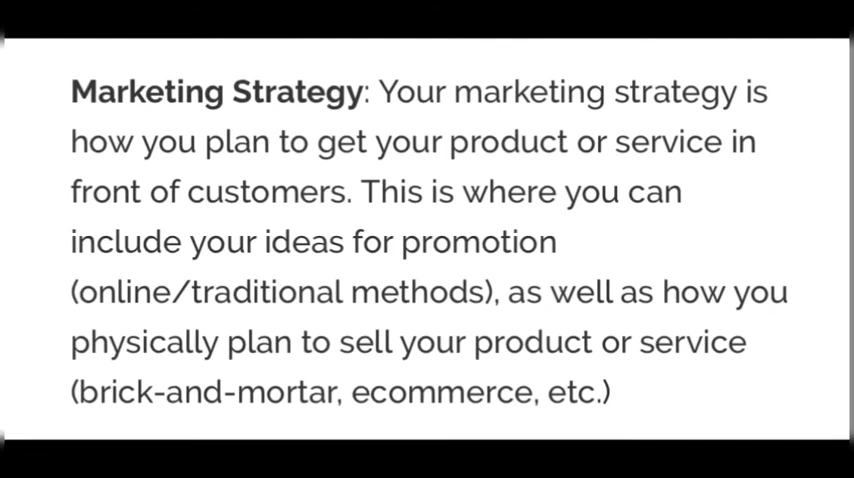 Marketing Strategy: Your marketing strategy is
how you plan to get your product or service in
front of customers. This is where you can
include your ideas for promotion
(online/traditional methods), as well as how you
physically plan to sell your product or service
(brick-and-mortar, ecommerce, etc.)